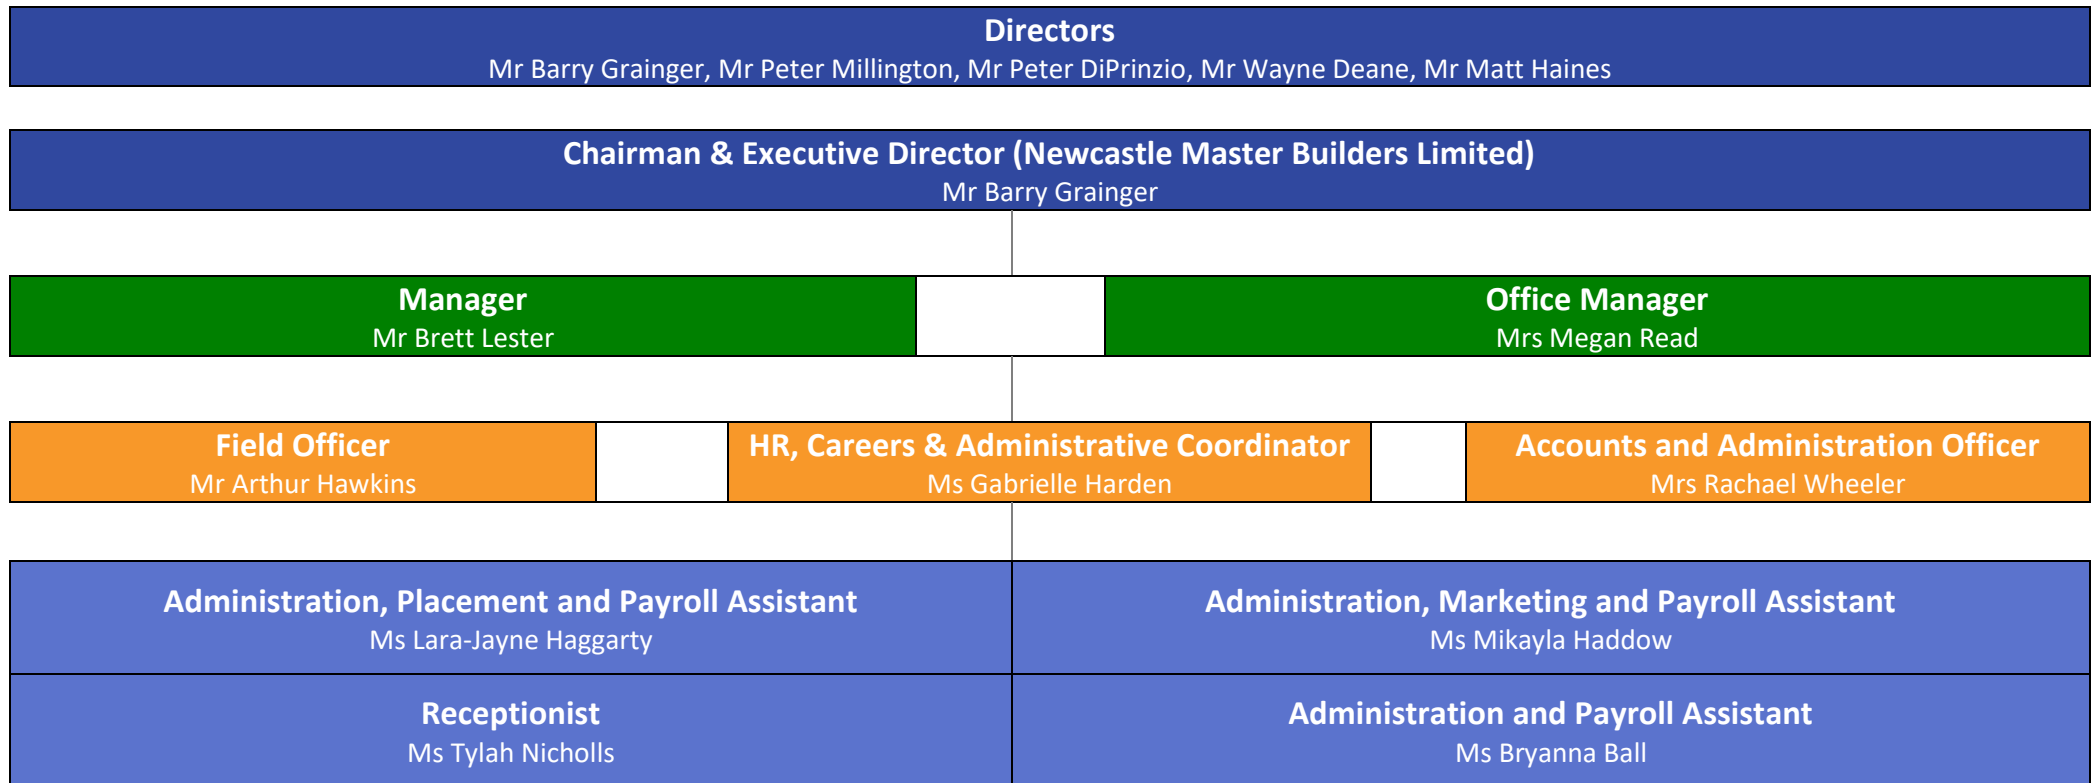 Directors
Mr Barry Grainger, Mr Peter Millington, Mr Peter DiPrinzio, Mr Wayne Deane, Mr Matt Haines
Chairman & Executive Director (Newcastle Master Builders Limited)
Mr Barry Grainger
Manager
Mr Brett Lester
Office Manager
Mrs Megan Read
Field Officer
Mr Arthur Hawkins
HR, Careers & Administrative Coordinator
Ms Gabrielle Harden
Accounts and Administration Officer
Mrs Rachael Wheeler
Administration, Placement and Payroll Assistant
Ms Lara-Jayne Haggarty
Administration, Marketing and Payroll Assistant
Ms Mikayla Haddow
Receptionist
Ms Tylah Nicholls
Administration and Payroll Assistant
Ms Bryanna Ball